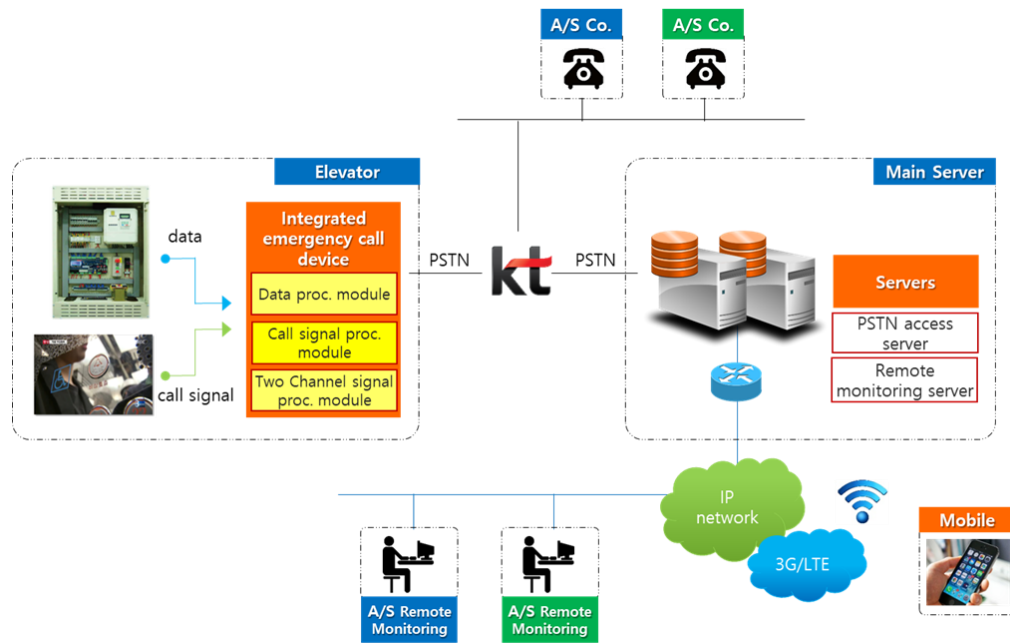 A/S Co.
A/S Co.
Elevator
Main Server
data
call signal
Integrated
emergency call
device
Data proc. module
Call signal proc.
module
Two Channel signal
proc. module
PSTN
kt
PSTN
Servers
PSTN access
server
Remote
monitoring server
IP
network
3G/LTE
Mobile
A/S Remote
Monitoring
A/S Remote
Monitoring